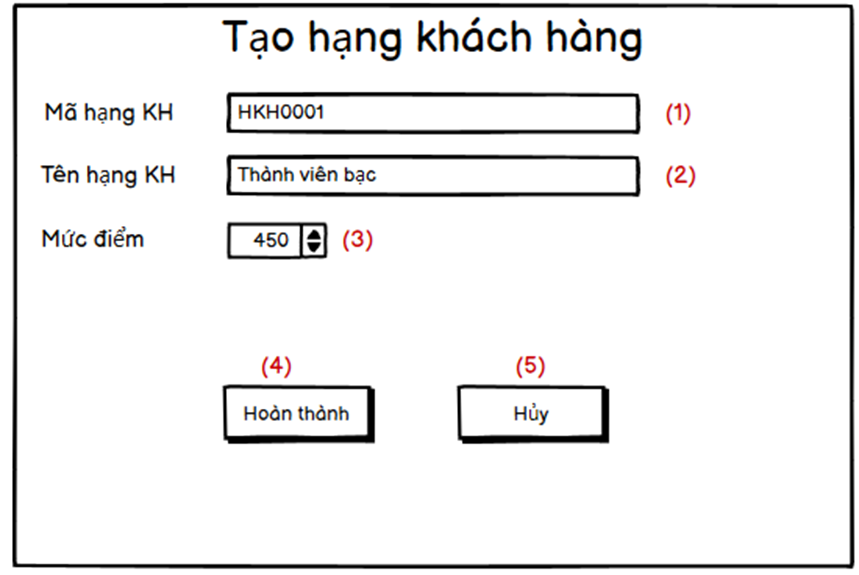 Tạo hạng khách hàng
Mã hạng KH HKH0001 (1)
Tên hạng KH Thành viên bạc (2)
Mức điểm 450 (3)
(4) (5)
Hoàn thành Hủy